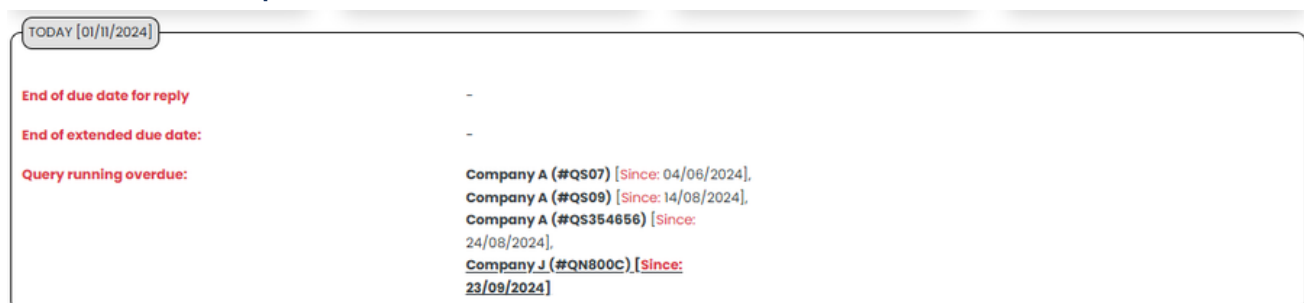 TODAY [01/11/2024]
End of due date for reply -
End of extended due date: -
Query running overdue: Company A (#QS07) [Since: 04/06/2024],
Company A (#QS09) [Since: 14/08/2024],
Company A (#QS354656) [Since:
24/08/2024],
Company J (#QN800C) [Since:
23/09/2024]